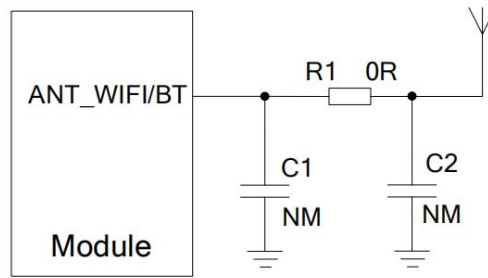 R1 0R
ANT_WIFI/BT
C1
C2
NM
NM
Module